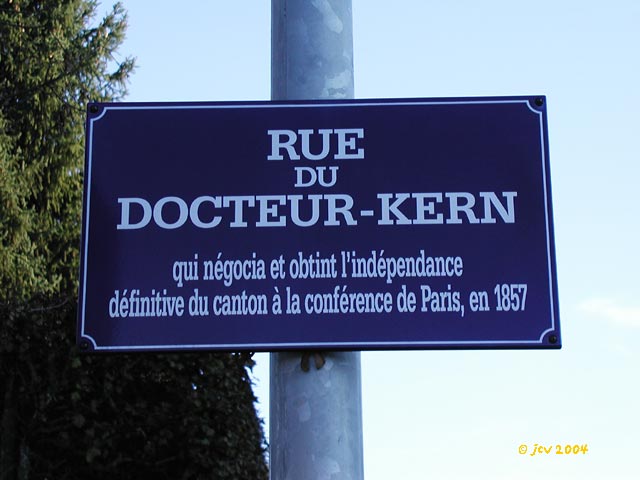 RUE
DU
DOCTEUR-KERN
qui négocia et obtint l'indépendance
définitive du canton à la conférence de Paris, en 1857
© jcv 2004